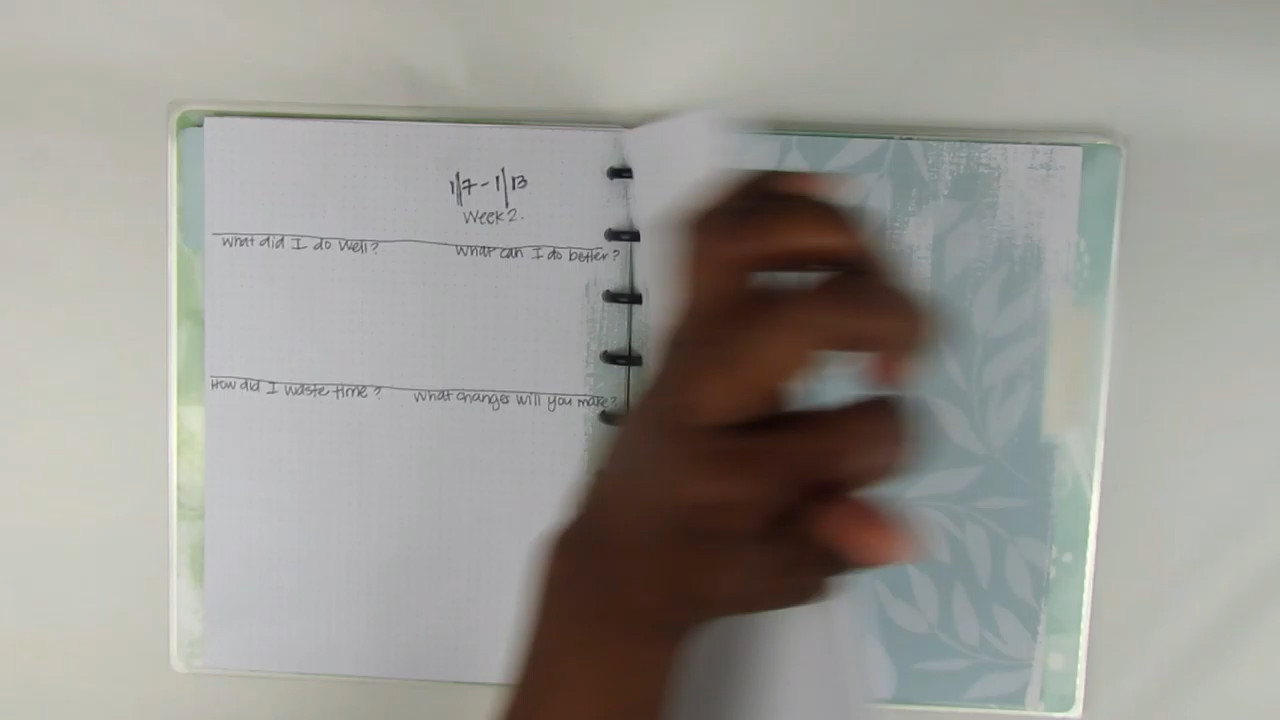 1/7 - 1/13
Week 2.
What did I do well? What can I do better?
How did I waste time? What changes will you make?